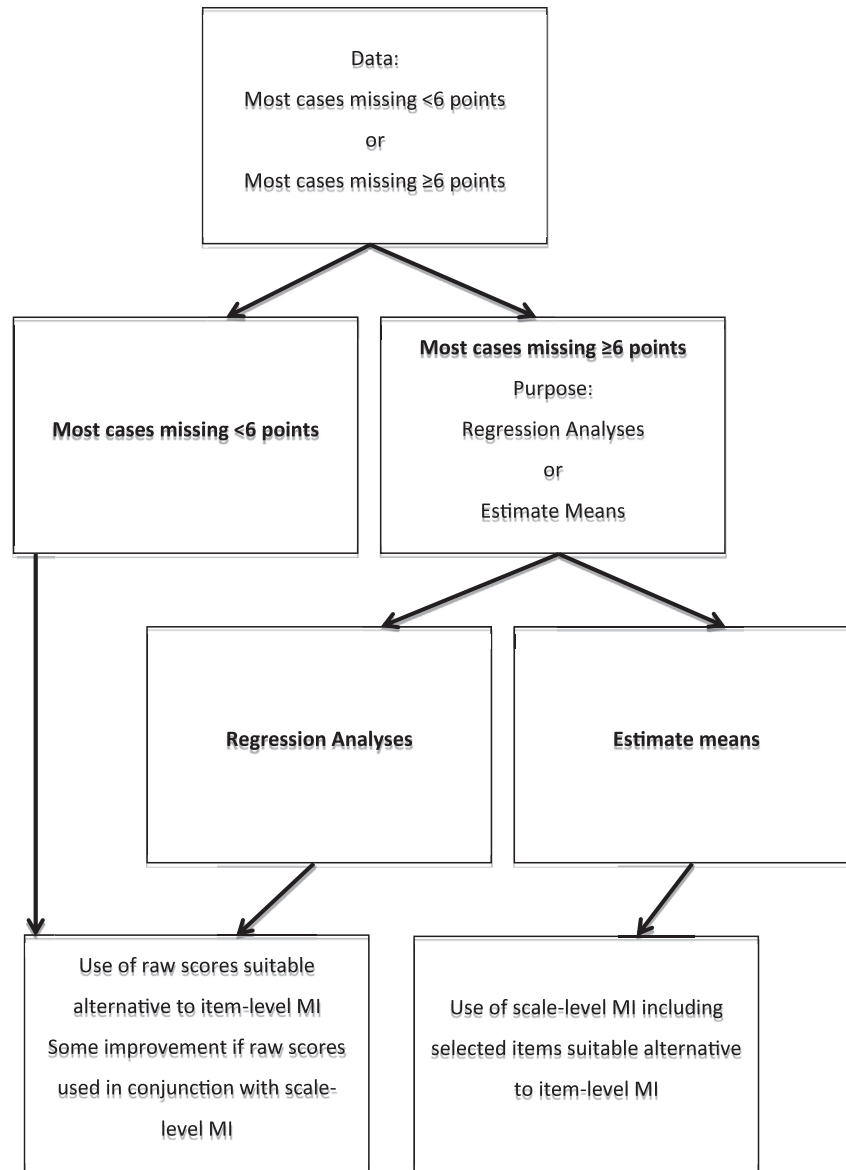 Data:
Most cases missing <6 points
or
Most cases missing ≥6 points
Most cases missing <6 points
Most cases missing ≥6 points
Purpose:
Regression Analyses
or
Estimate Means
Regression Analyses
Estimate means
Use of raw scores suitable
alternative to item-level MI
Some improvement if raw scores
used in conjunction with scale-
level MI
Use of scale-level MI including
selected items suitable alternative
to item-level MI